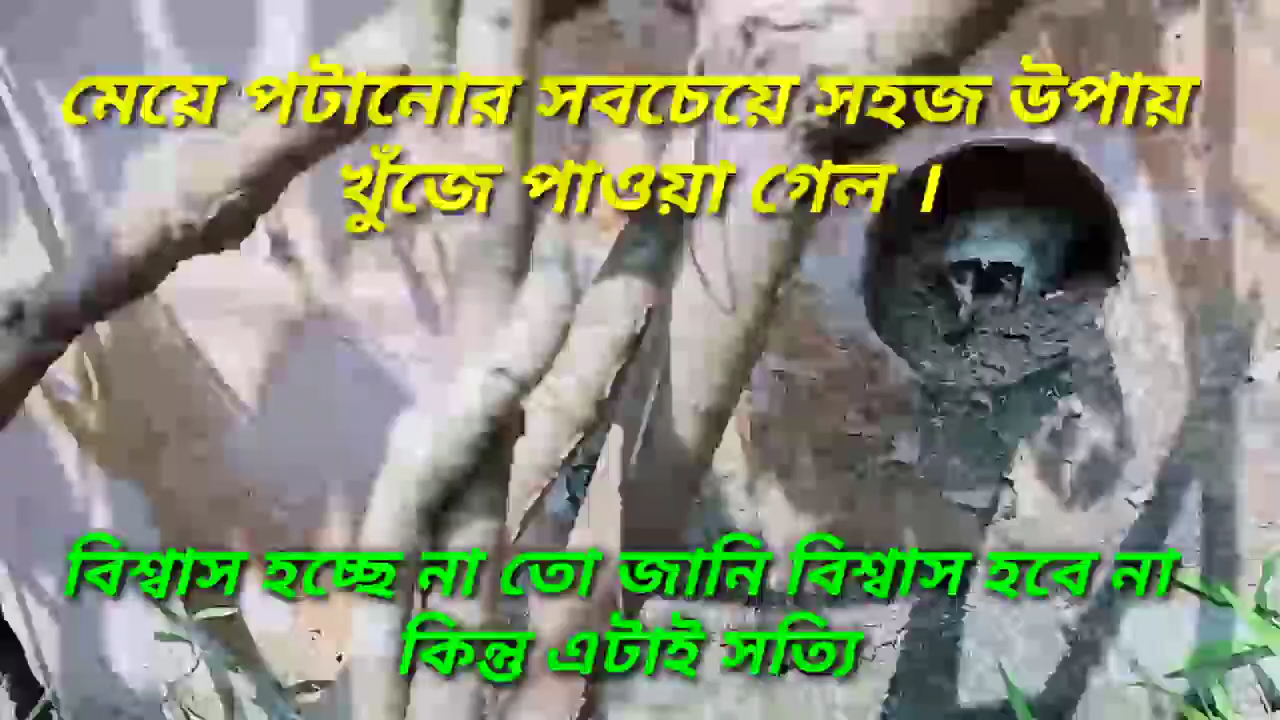 মেয়ে পটানোর সবচেয়ে সহজ উপায়
খুঁজে পাওয়া গেল ।
বিশ্বাস হচ্ছে না তো জানি বিশ্বাস হবে না
কিন্তু এটাই সত্যি